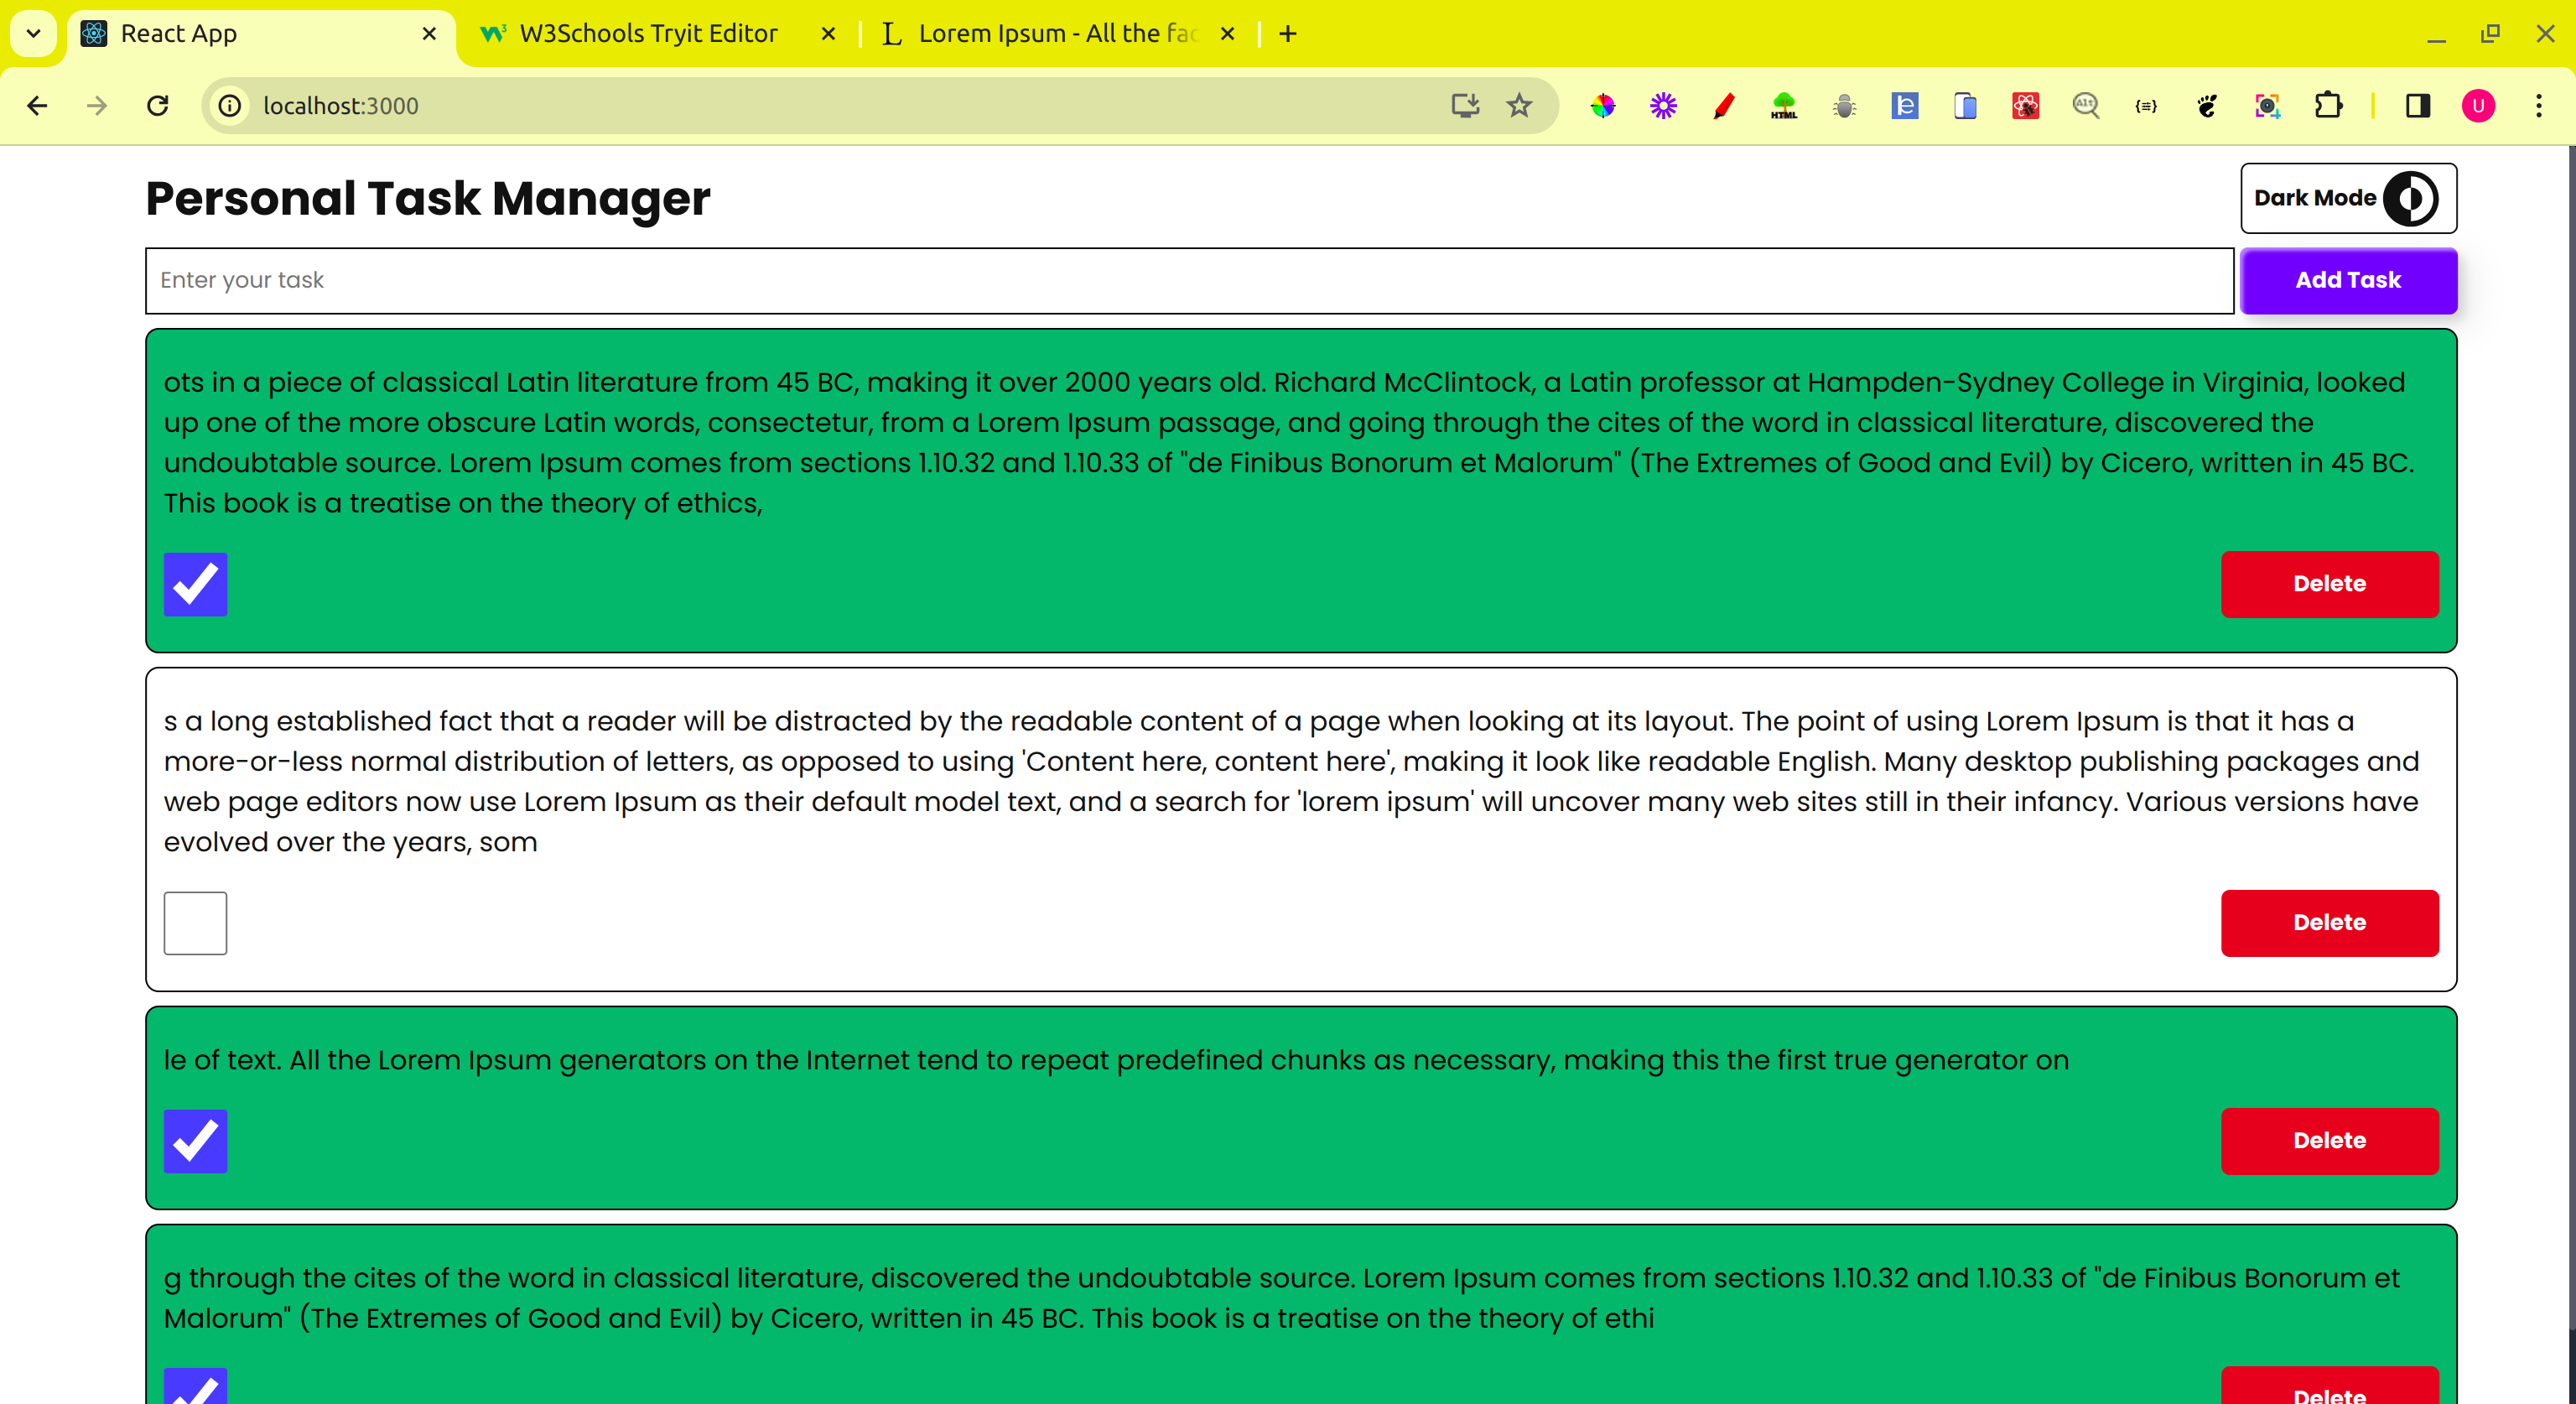 React App
W3Schools Tryit Editor
Lorem Ipsum - All the fac
localhost:3000
HTML
Alt
U
Personal Task Manager
Dark Mode
Enter your task
Add Task
ots in a piece of classical Latin literature from 45 BC, making it over 2000 years old. Richard McClintock, a Latin professor at Hampden-Sydney College in Virginia, looked
up one of the more obscure Latin words, consectetur, from a Lorem Ipsum passage, and going through the cites of the word in classical literature, discovered the
undoubtable source. Lorem Ipsum comes from sections 1.10.32 and 1.10.33 of "de Finibus Bonorum et Malorum" (The Extremes of Good and Evil) by Cicero, written in 45 BC.
This book is a treatise on the theory of ethics,
Delete
s a long established fact that a reader will be distracted by the readable content of a page when looking at its layout. The point of using Lorem Ipsum is that it has a
more-or-less normal distribution of letters, as opposed to using 'Content here, content here', making it look like readable English. Many desktop publishing packages and
web page editors now use Lorem Ipsum as their default model text, and a search for 'lorem ipsum' will uncover many web sites still in their infancy. Various versions have
evolved over the years, som
Delete
le of text. All the Lorem Ipsum generators on the Internet tend to repeat predefined chunks as necessary, making this the first true generator on
Delete
g through the cites of the word in classical literature, discovered the undoubtable source. Lorem Ipsum comes from sections 1.10.32 and 1.10.33 of "de Finibus Bonorum et
Malorum" (The Extremes of Good and Evil) by Cicero, written in 45 BC. This book is a treatise on the theory of ethi
Delete